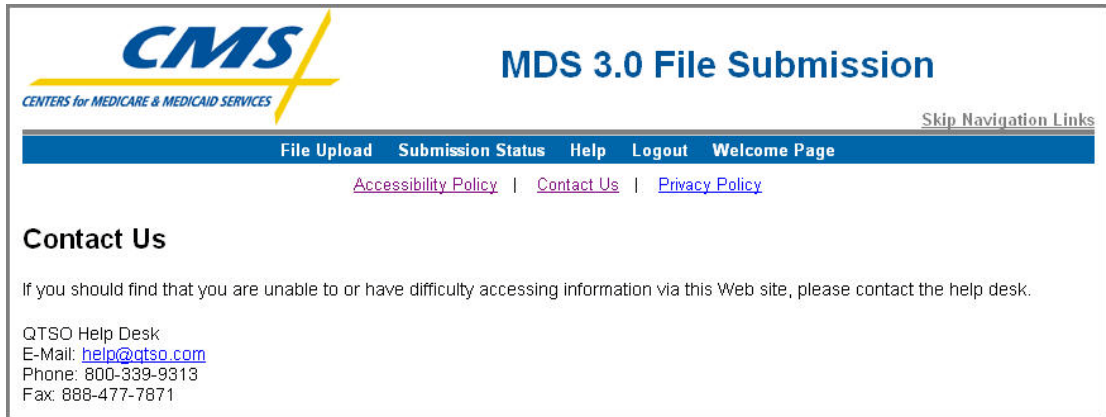 CMS
CENTERS for MEDICARE & MEDICAID SERVICES
MDS 3.0 File Submission
Skip Navigation Links
File Upload Submission Status Help Logout Welcome Page
Accessibility Policy | Contact Us | Privacy Policy
Contact Us
If you should find that you are unable to or have difficulty accessing information via this Web site, please contact the help desk.
QTSO Help Desk
E-Mail: help@qtso.com
Phone: 800-339-9313
Fax: 888-477-7871